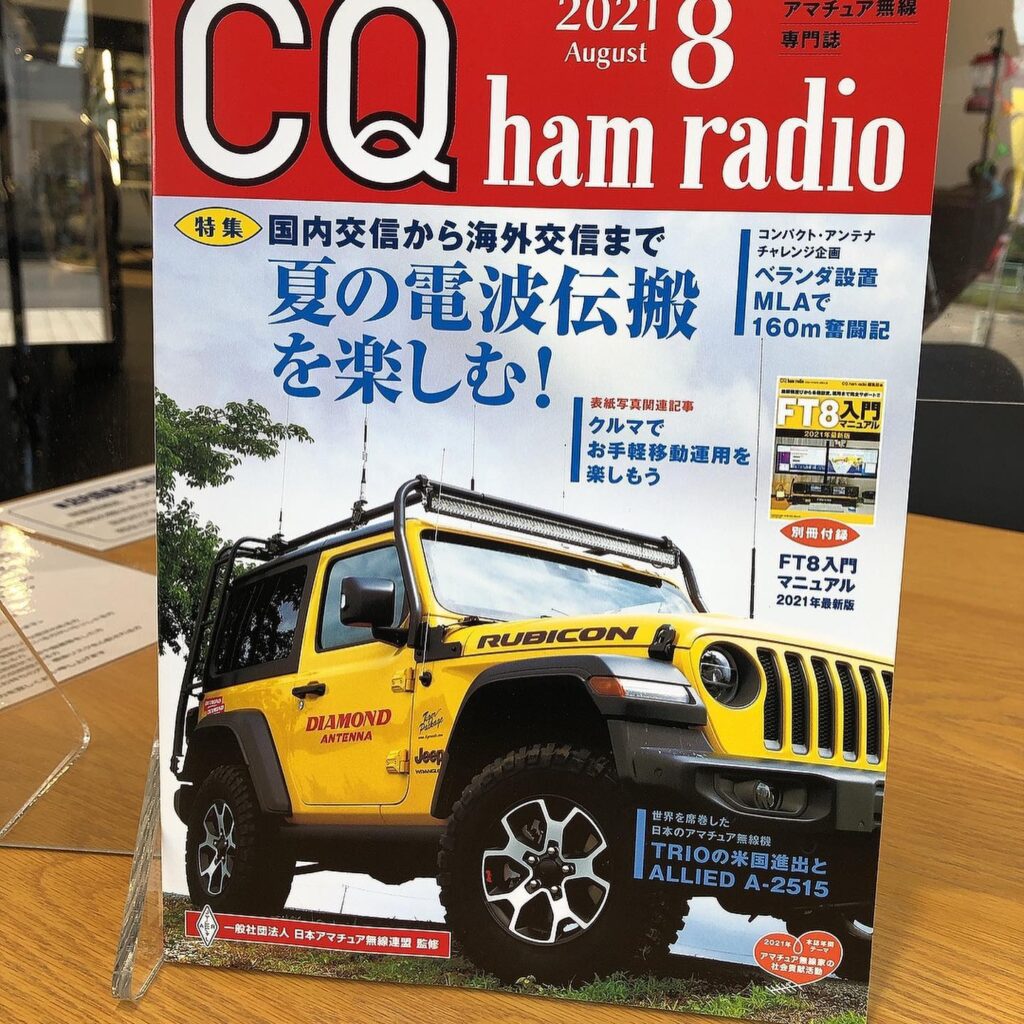 CQ
2021
August
8
アマチュア無線
専門誌
ham radio
特集
国内交信から海外交信まで
夏の電波伝搬
を楽しむ!
コンパクト・アンテナ
チャレンジ企画
ベランダ設置
MLAで
160m奮闘記
表紙写真関連記事
クルマで
お手軽移動運用を
楽しもう
FT8入門
マニュアル
2021年最新版
別冊付録
FT8入門
マニュアル
2021年最新版
RUBICON
DIAMOND
ANTENNA
Jeep
WRANGLER
世界を席巻した
日本のアマチュア無線機
TRIOの米国進出と
ALLIED A-2515
一般社団法人 日本アマチュア無線連盟 監修
2021年 本誌年間
テーマ
アマチュア無線家の
社会貢献活動